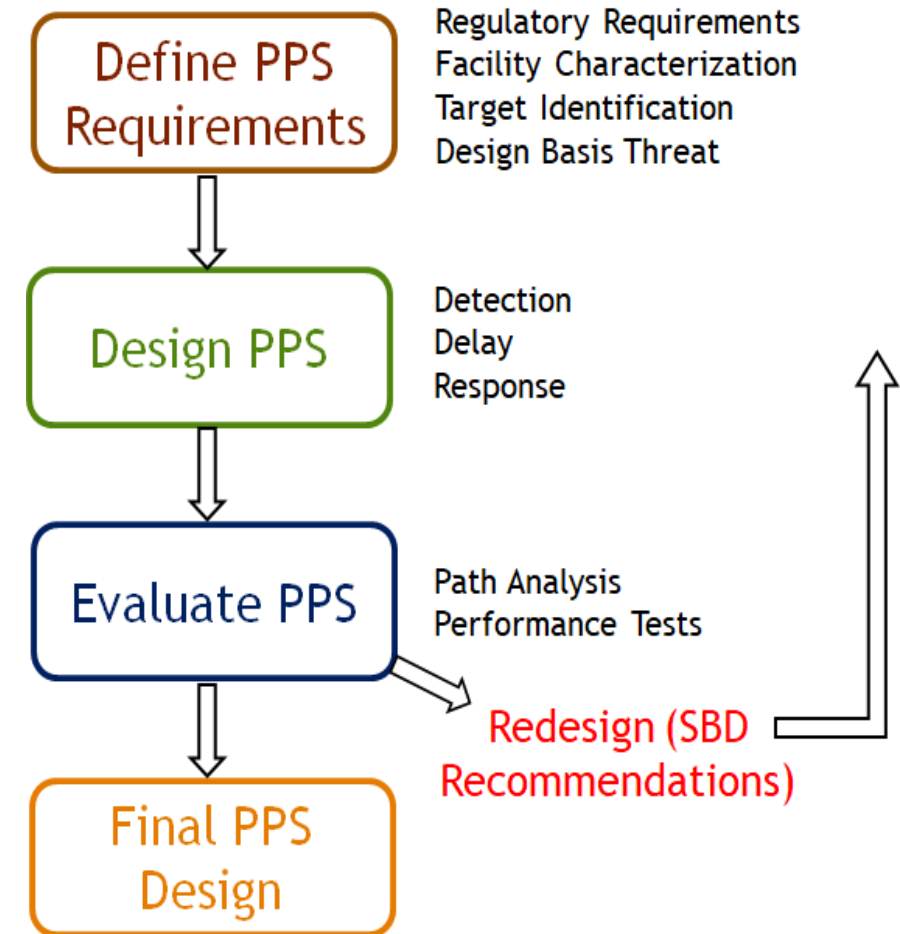 Define PPS
Requirements
Regulatory Requirements
Facility Characterization
Target Identification
Design Basis Threat
Design PPS
Detection
Delay
Response
Evaluate PPS
Path Analysis
Performance Tests
Redesign (SBD
Recommendations)
Final PPS
Design